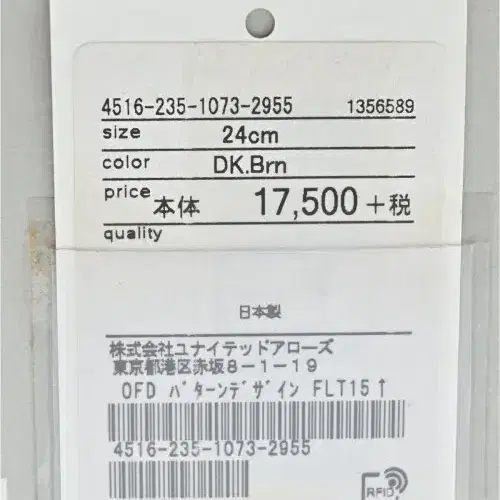 4516-235-1073-2955 1356589
size 24cm
color DK.Brn
price 本体 17,500 +税
quality
日本製
株式会社ユナイテッドアローズ
東京都港区赤坂8-1-19
OFD パターンデザイン FLT15↑
4516-235-1073-2955
RFID